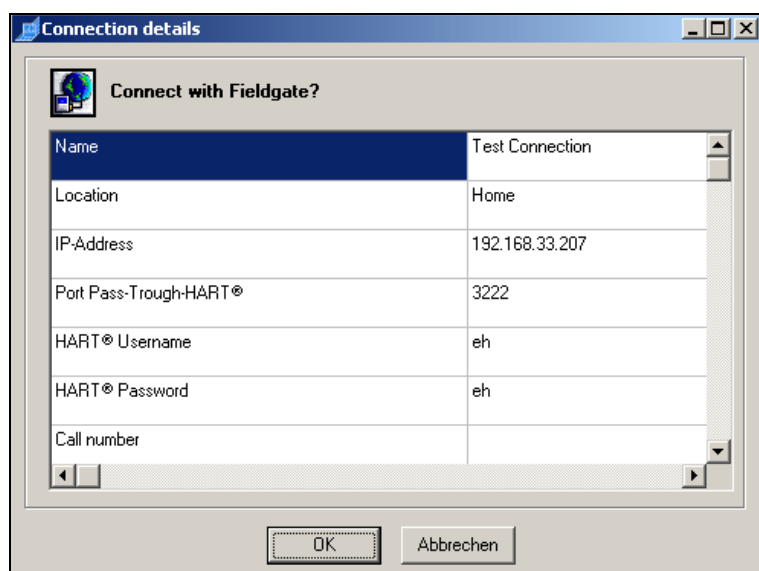 Connection details
Connect with Fieldgate?
Name Test Connection
Location Home
IP-Address 192.168.33.207
Port Pass-Trough-HART® 3222
HART® Username eh
HART® Password eh
Call number
OK Abbrechen